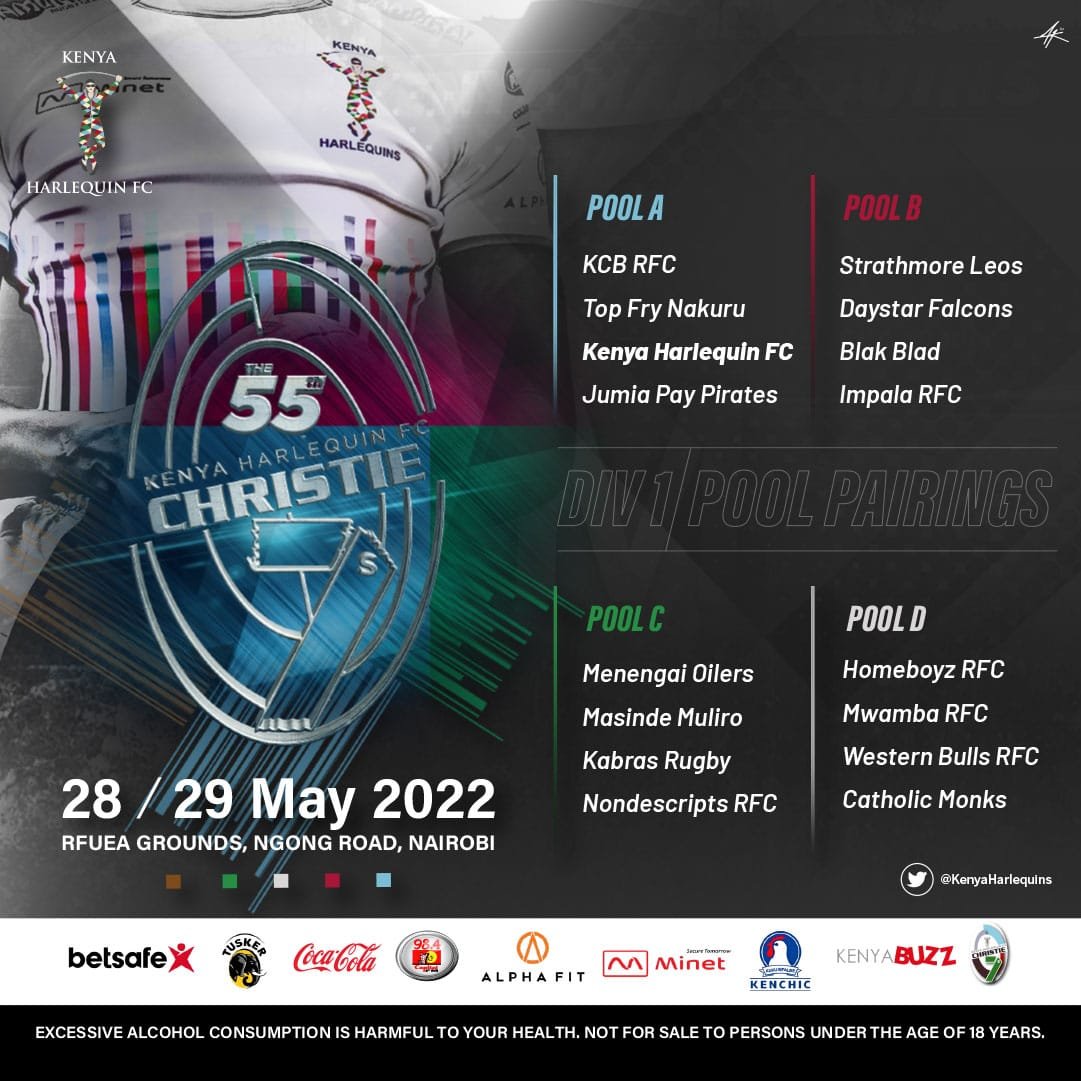 KENYA
HARLEQUIN FC
Minet
KENYA
HARLEQUINS
THE
55th
KENYA HARLEQUIN FC
CHRISTIE
7s
28 / 29 May 2022
RFUEA GROUNDS, NGONG ROAD, NAIROBI
POOL A
KCB RFC
Top Fry Nakuru
Kenya Harlequin FC
Jumia Pay Pirates
POOL B
Strathmore Leos
Daystar Falcons
Blak Blad
Impala RFC
DIV 1 / POOL PAIRINGS
POOL C
Menengai Oilers
Masinde Muliro
Kabras Rugby
Nondescripts RFC
POOL D
Homeboyz RFC
Mwamba RFC
Western Bulls RFC
Catholic Monks
@KenyaHarlequins
betsafe
TUSKER
Coca-Cola
98.4
ALPHA FIT
Secure Tomorrow
Minet
KENCHIC
KENYABUZZ
CHRISTIE
7
EXCESSIVE ALCOHOL CONSUMPTION IS HARMFUL TO YOUR HEALTH. NOT FOR SALE TO PERSONS UNDER THE AGE OF 18 YEARS.